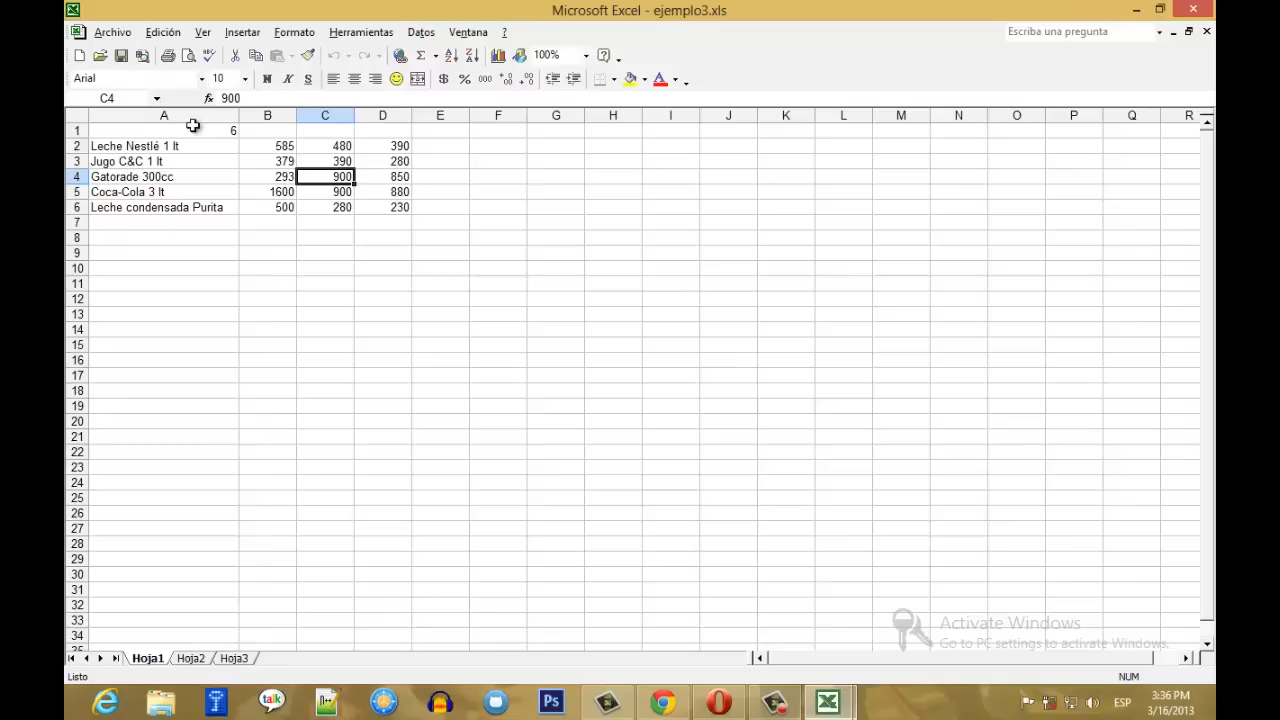 Microsoft Excel - ejemplo3.xls
Archivo Edición Ver Insertar Formato Herramientas Datos Ventana ? Escriba una pregunta
Σ 100%
Arial 10 N K S $ % 000 A
C4 fx 900
A B C D E F G H I J K L M N O P Q R
1 6
2 Leche Nestlé 1 lt 585 480 390
3 Jugo C&C 1 lt 379 390 280
4 Gatorade 300cc 293 900 850
5 Coca-Cola 3 lt 1600 900 880
6 Leche condensada Purita 500 280 230
7
8
9
10
11
12
13
14
15
16
17
18
19
20
21
22
23
24
25
26
27
28
29
30
31
32
33
34
Activate Windows
Go to PC settings to activate Windows.
Hoja1 Hoja2 Hoja3
Listo NUM
talk Ps ESP 3:36 PM
3/16/2013